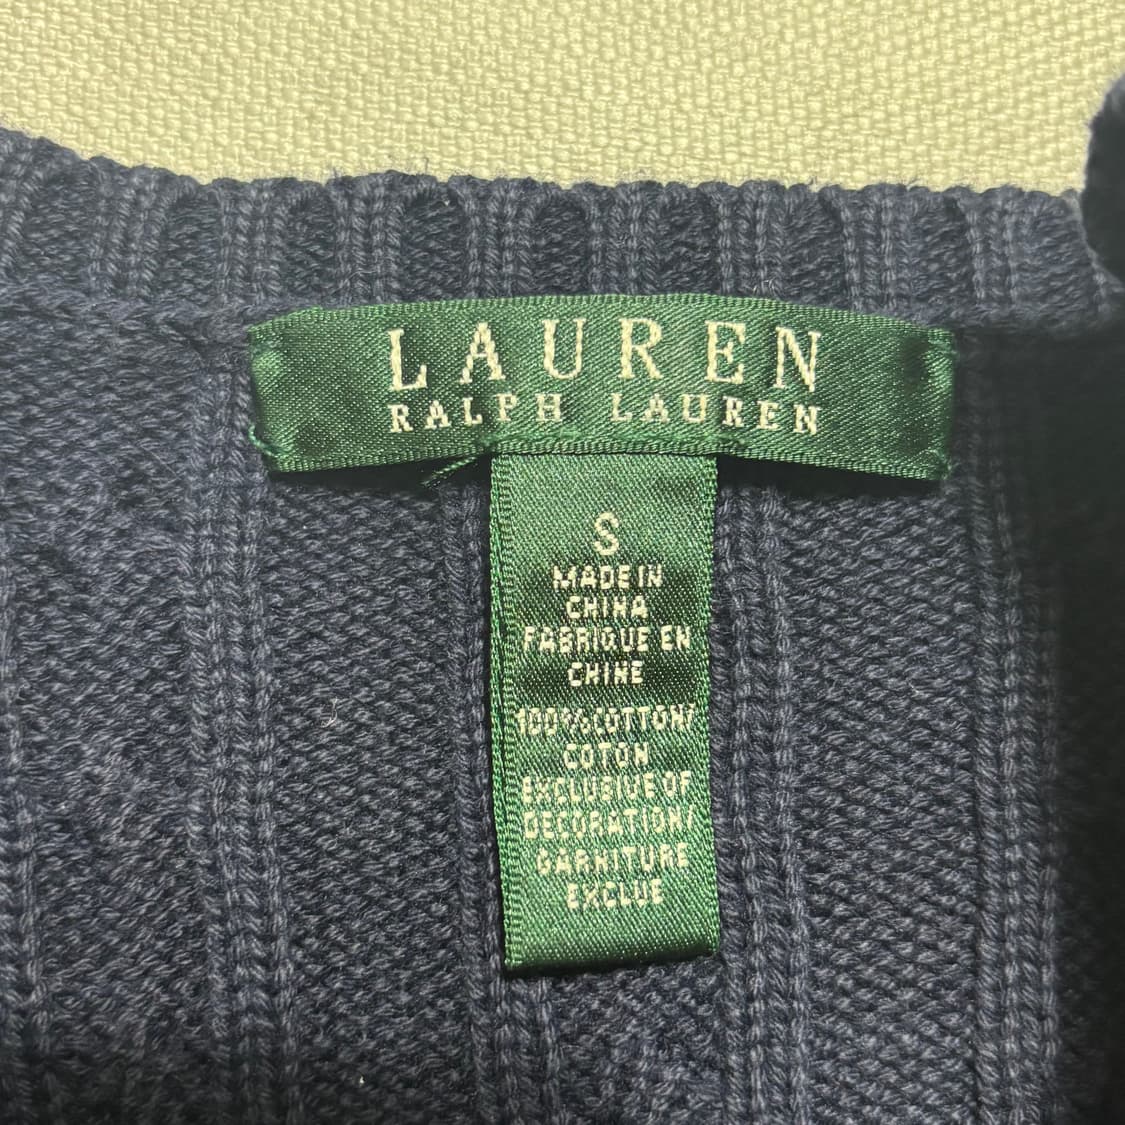 LAUREN
RALPH LAUREN
S
MADE IN
CHINA
FABRIQUE EN
CHINE
100% COTTON/
COTON
EXCLUSIVE OF
DECORATION/
GARNITURE
EXCLUE